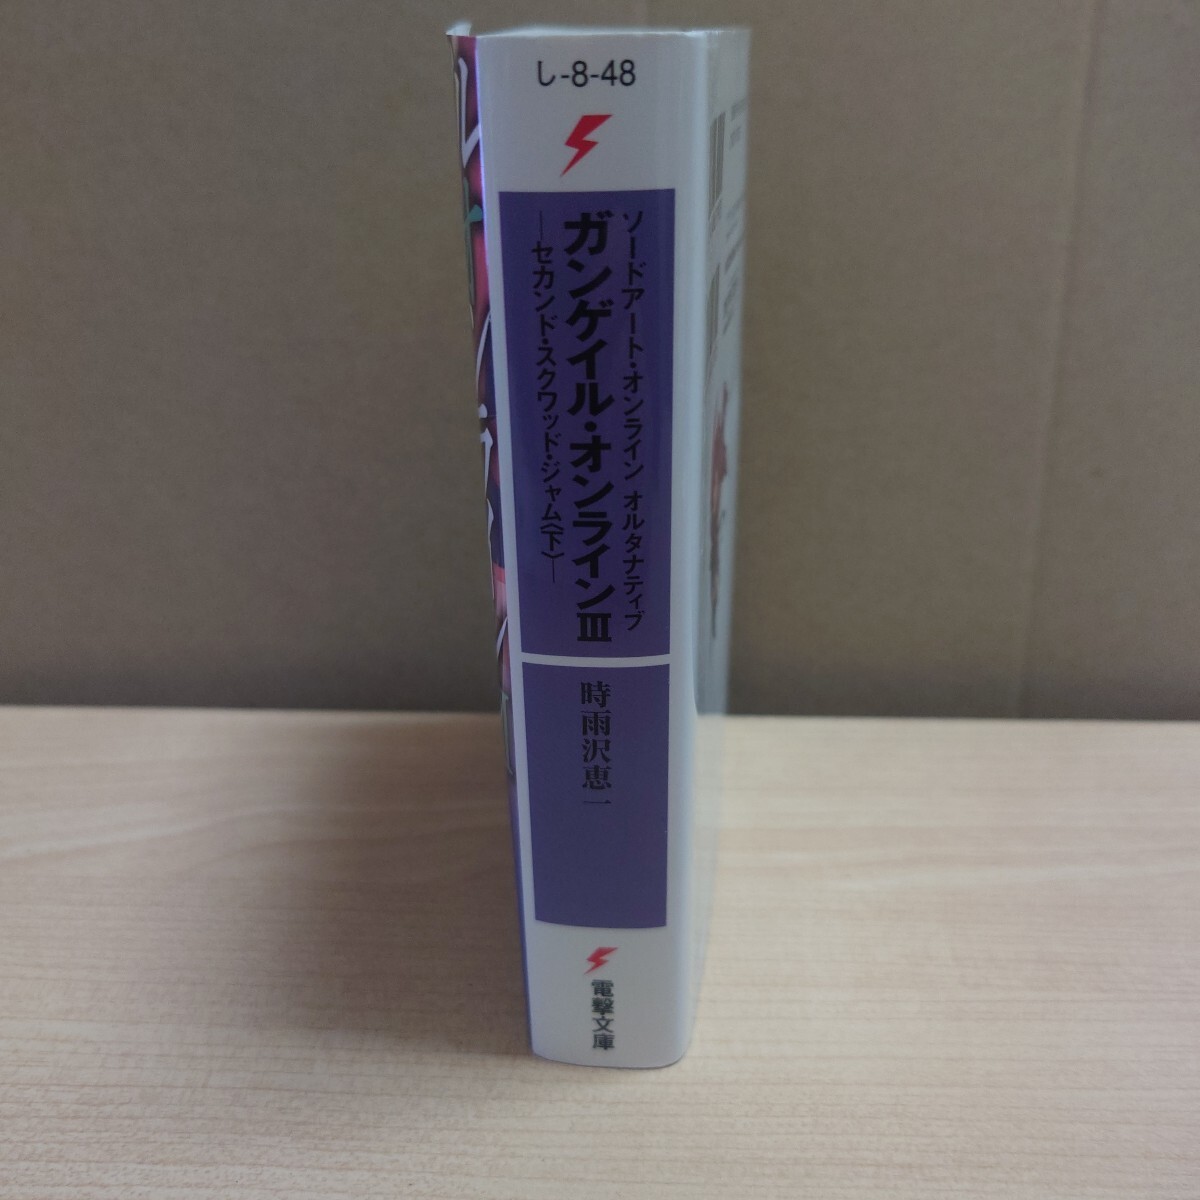 し-8-48
ソードアート・オンライン オルタナティブ
ガンゲイル・オンラインⅢ
―セカンド・スクワッド・ジャム〈下〉―
時雨沢恵一
電撃文庫